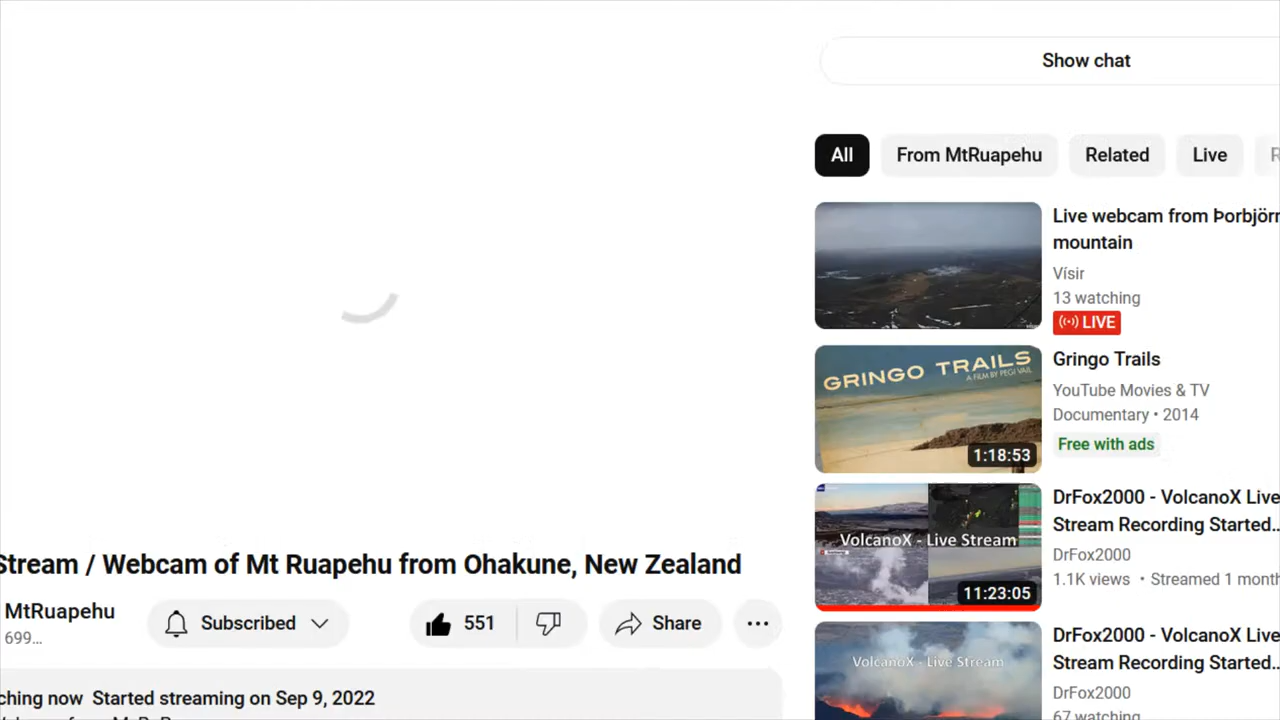 Show chat
All
From MtRuapehu
Related
Live
Live webcam from Þorbjörn
mountain
Vísir
13 watching
LIVE
GRINGO TRAILS
A FILM BY PEGI VAIL
1:18:53
Gringo Trails
YouTube Movies & TV
Documentary • 2014
Free with ads
VolcanoX - Live Stream
11:23:05
DrFox2000 - VolcanoX Live
Stream Recording Started...
DrFox2000
1.1K views • Streamed 1 month
VolcanoX - Live Stream
DrFox2000 - VolcanoX Live
Stream Recording Started...
DrFox2000
67 watching
Stream / Webcam of Mt Ruapehu from Ohakune, New Zealand
MtRuapehu
699...
Subscribed
551
Share
ching now Started streaming on Sep 9, 2022